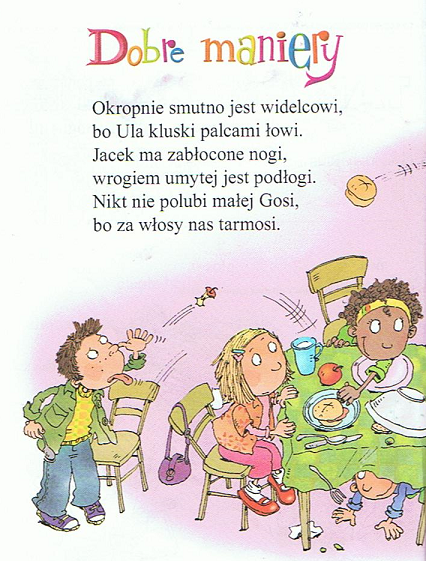 Dobre maniery
Okropnie smutno jest widelcowi,
bo Ula kluski palcami łowi.
Jacek ma zabłocone nogi,
wrogiem umytej jest podłogi.
Nikt nie polubi małej Gosi,
bo za włosy nas tarmosi.